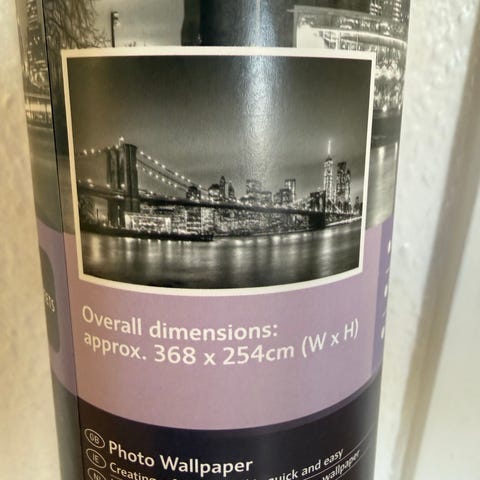 Overall dimensions:
approx. 368 x 254cm (W x H)
GB
IE
Photo Wallpaper
quick and easy
wallpaper